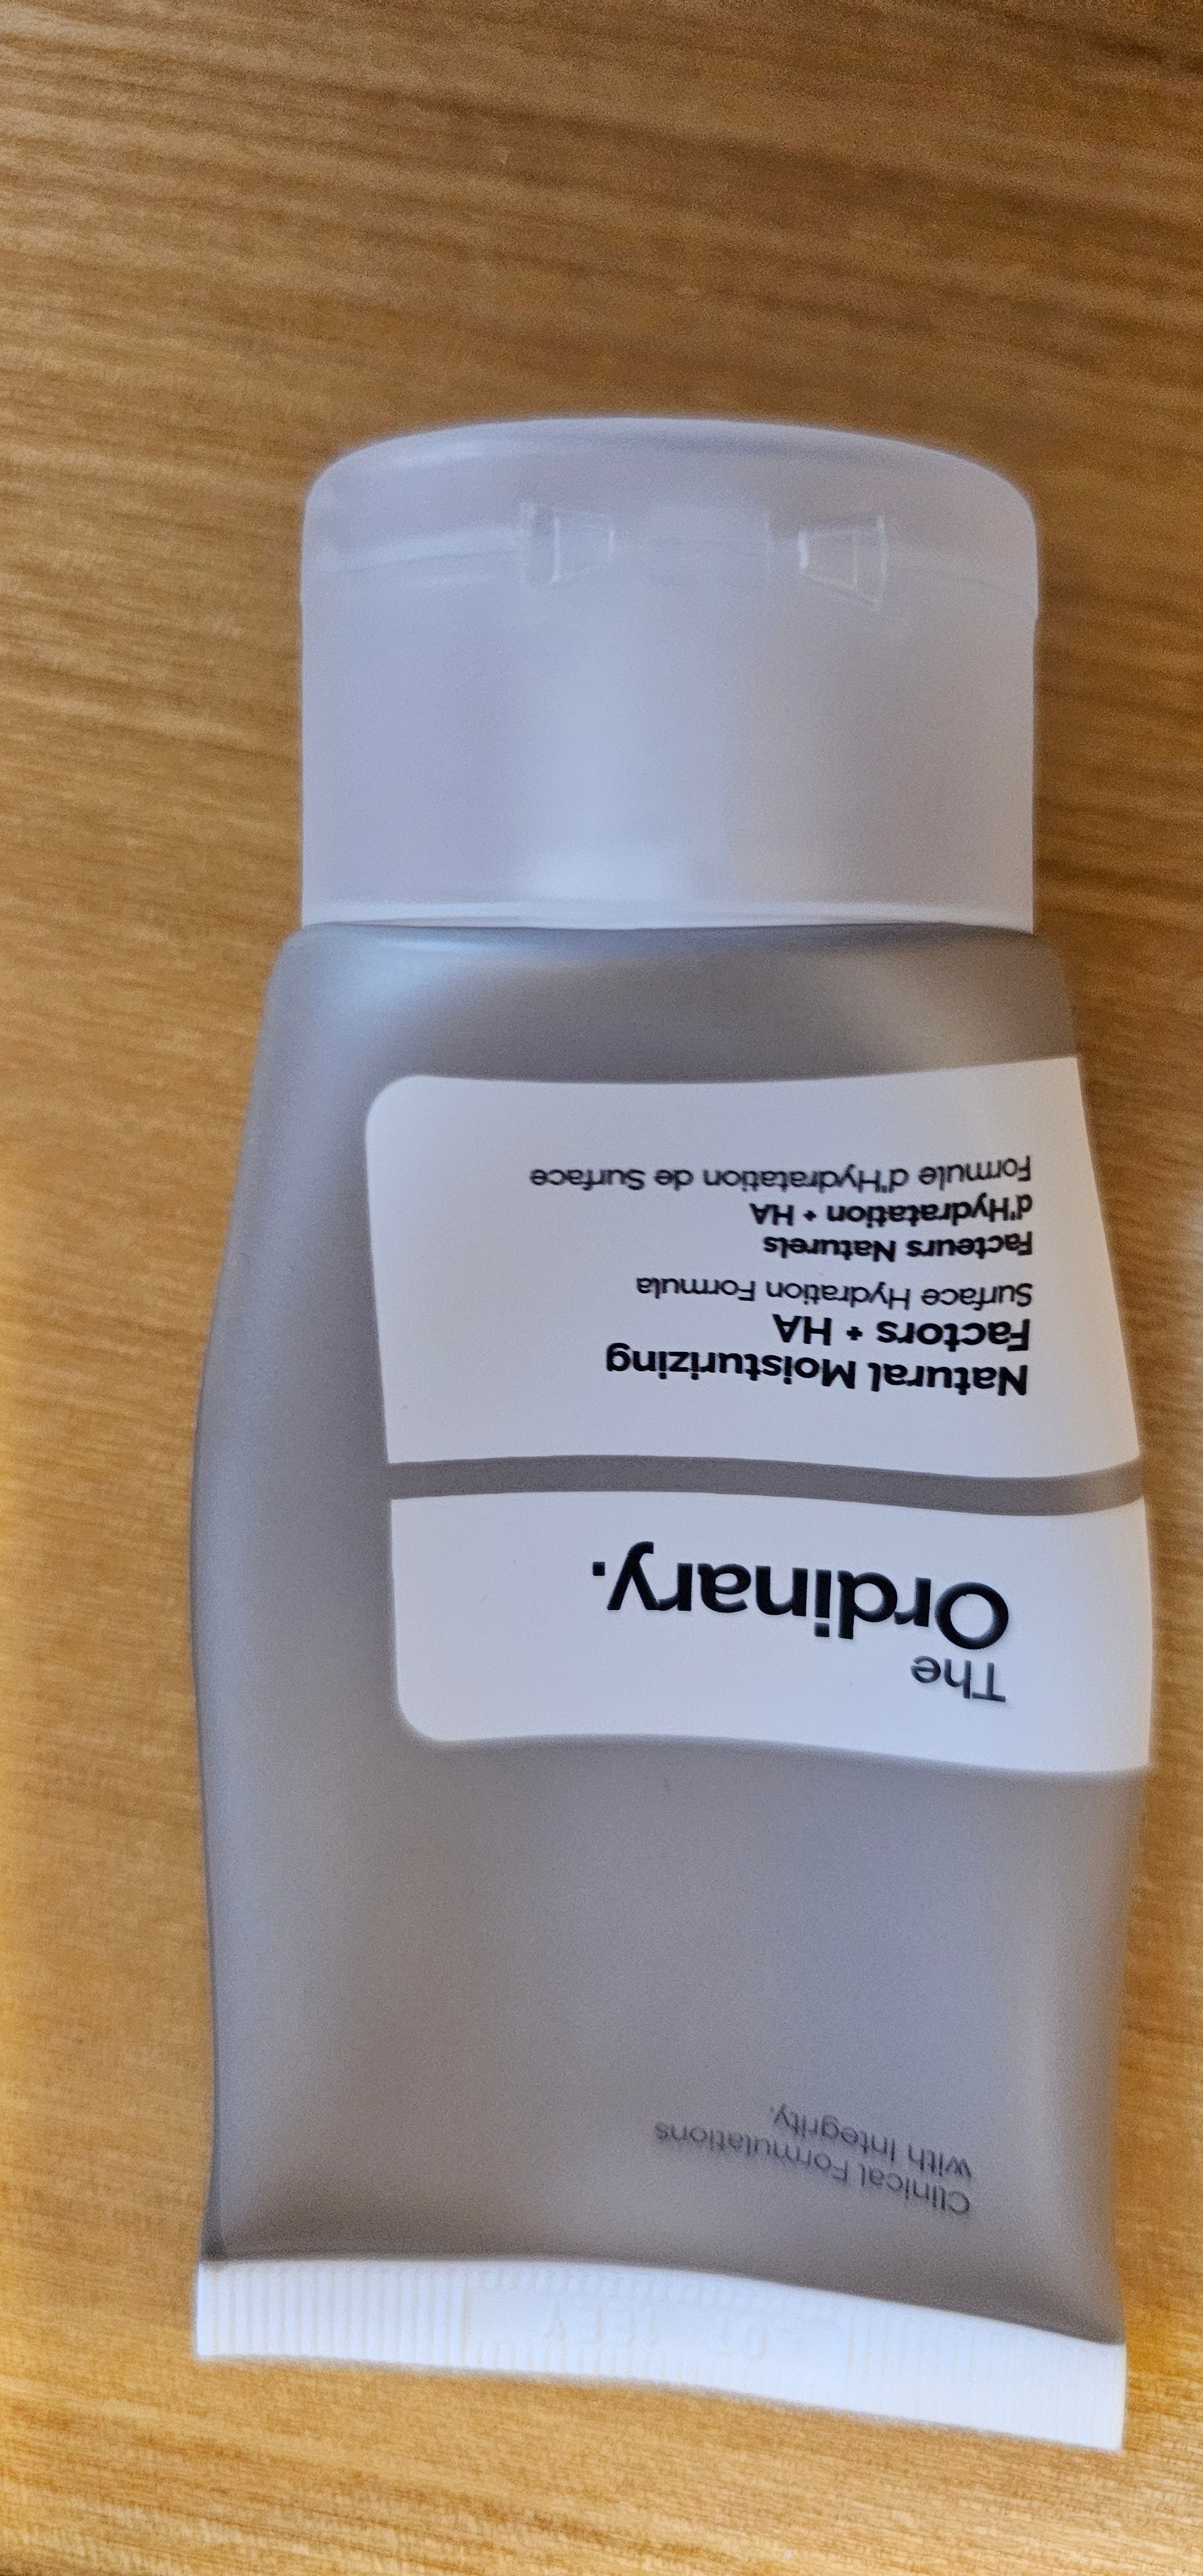 Clinical Formulations
with Integrity.
The
Ordinary.
Natural Moisturizing
Factors + HA
Surface Hydration Formula
Facteurs Naturels
d'Hydratation + HA
Formule d'Hydratation de Surface